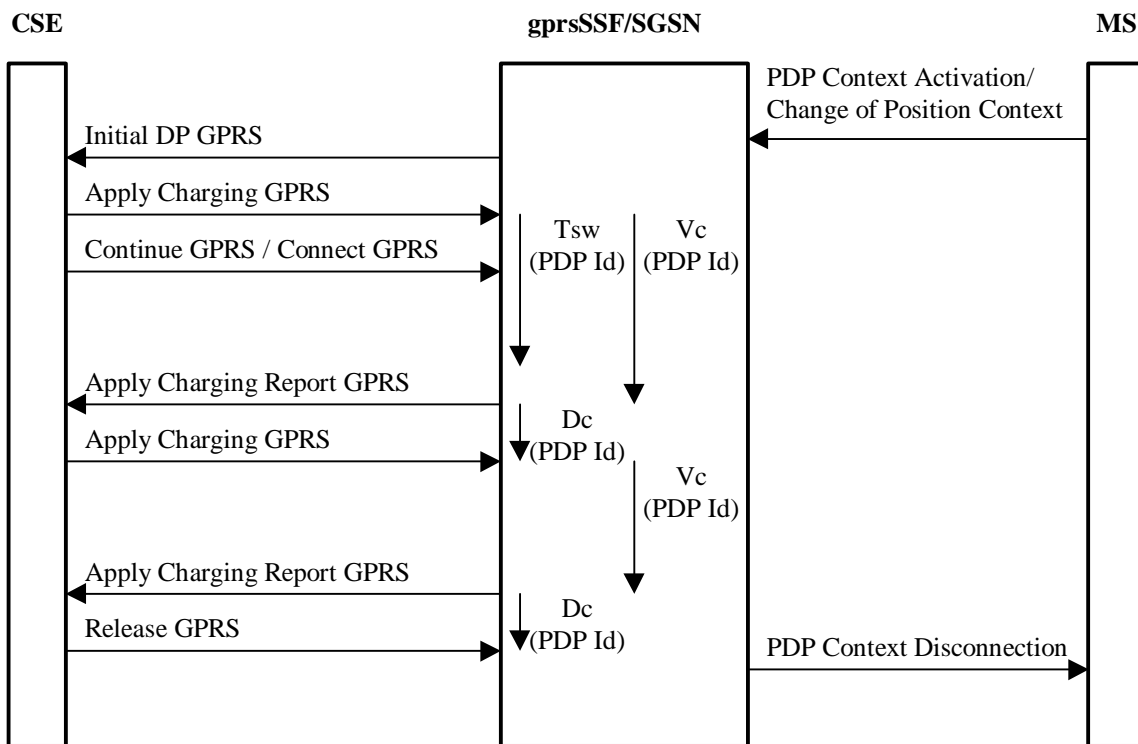 CSE
gprsSSF/SGSN
MS
PDP Context Activation/
Change of Position Context
Initial DP GPRS
Apply Charging GPRS
Tsw
(PDP Id)
Vc
(PDP Id)
Continue GPRS / Connect GPRS
Apply Charging Report GPRS
Dc
(PDP Id)
Apply Charging GPRS
Vc
(PDP Id)
Apply Charging Report GPRS
Dc
(PDP Id)
Release GPRS
PDP Context Disconnection